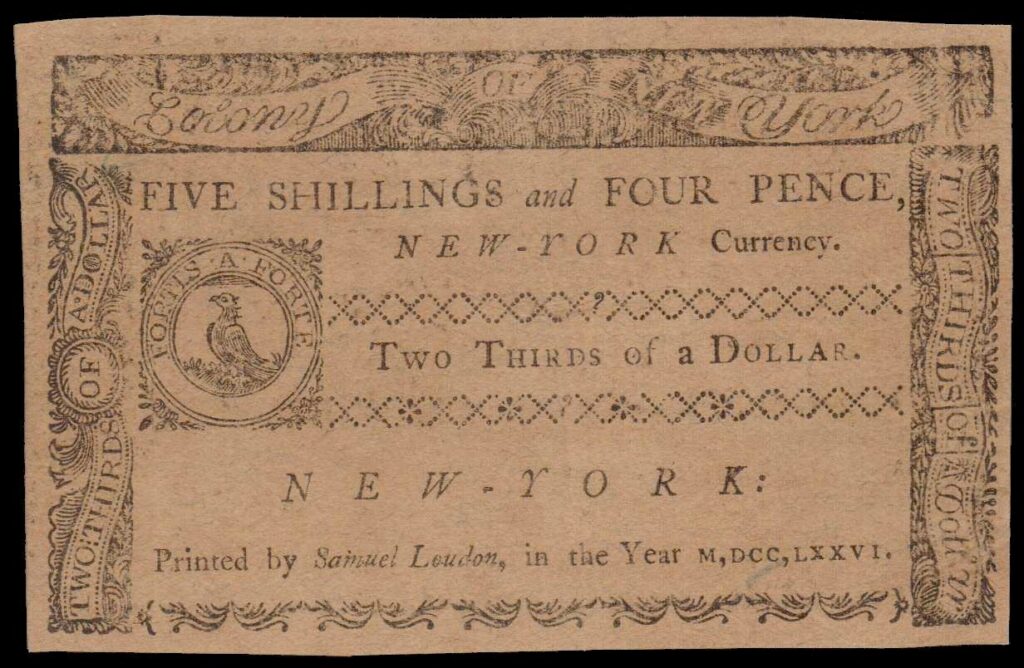 Province OF NEW York
FIVE SHILLINGS and FOUR PENCE,
NEW-YORK Currency.
FORTIS · A · FORTE
Two Thirds of a Dollar.
NEW-YORK:
Printed by Samuel Loudon, in the Year M,DCC,LXXVI.
TWO:THIRDS OF A:DOLLAR
TWO THIRDS OF A Dollar